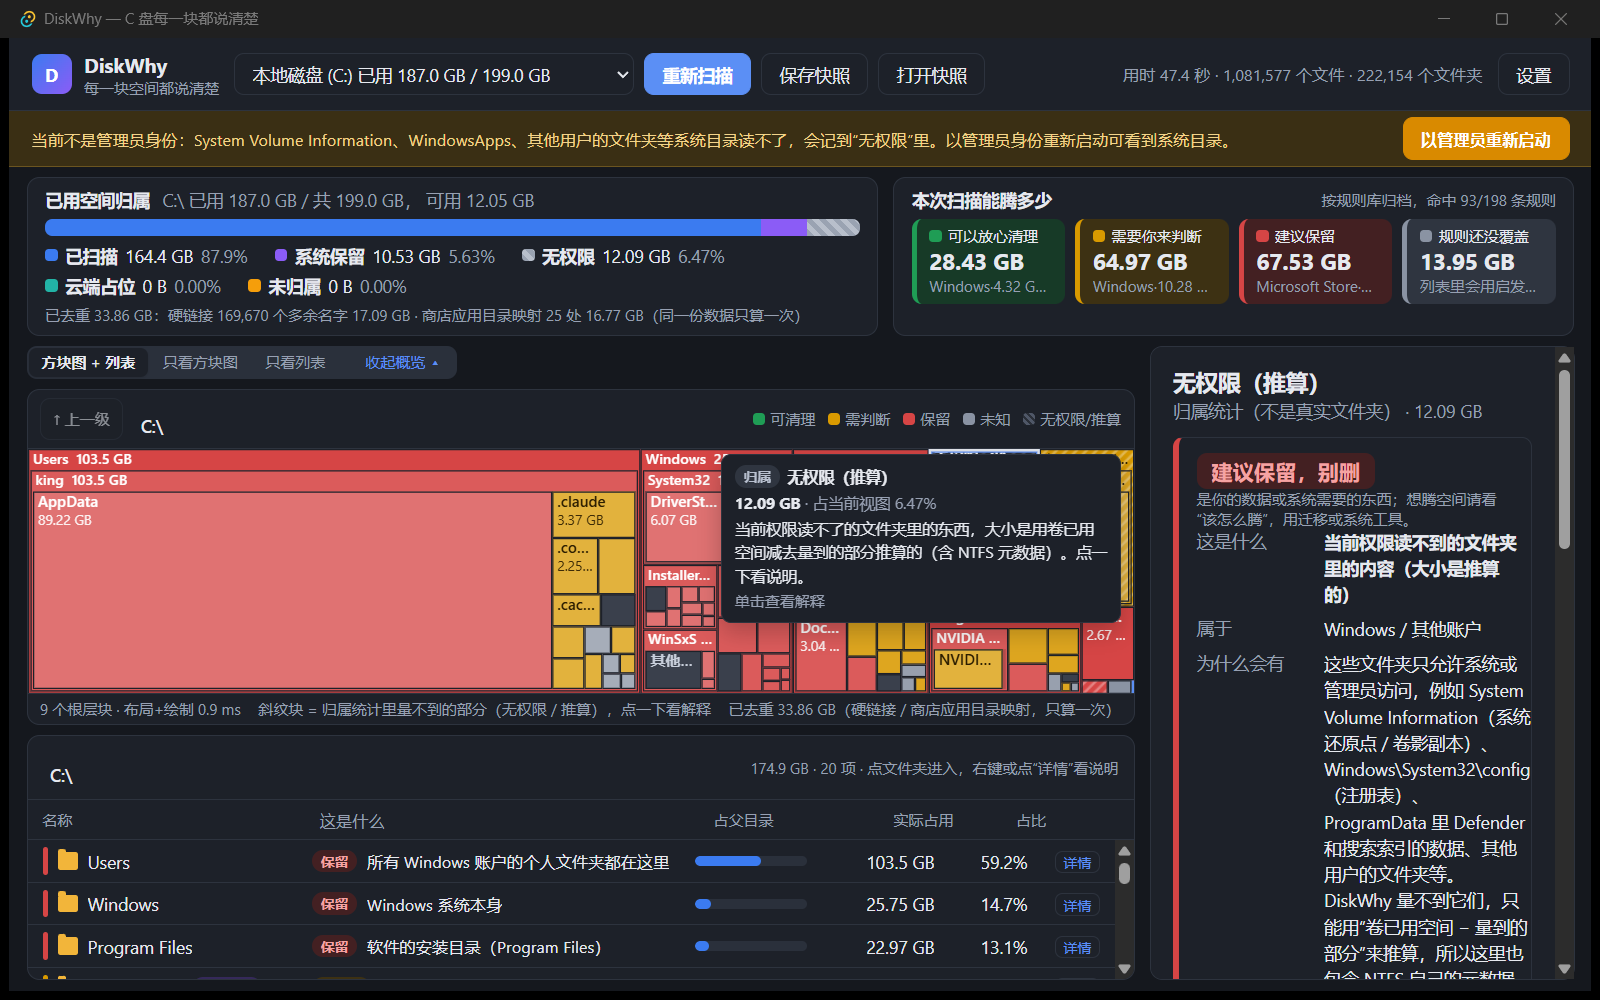 DiskWhy — C 盘每一块都说清楚
D
DiskWhy
每一块空间都说清楚
本地磁盘 (C:) 已用 187.0 GB / 199.0 GB
重新扫描
保存快照
打开快照
用时 47.4 秒 · 1,081,577 个文件 · 222,154 个文件夹
设置
当前不是管理员身份：System Volume Information、WindowsApps、其他用户的文件夹等系统目录读不了，会记到“无权限”里。以管理员身份重新启动可看到系统目录。
以管理员重新启动
已用空间归属 C:\ 已用 187.0 GB / 共 199.0 GB， 可用 12.05 GB
已扫描 164.4 GB 87.9% 系统保留 10.53 GB 5.63% 无权限 12.09 GB 6.47%
云端占位 0 B 0.00% 未归属 0 B 0.00%
已去重 33.86 GB：硬链接 169,670 个多余名字 17.09 GB · 商店应用目录映射 25 处 16.77 GB（同一份数据只算一次）
本次扫描能腾多少
按规则库归档，命中 93/198 条规则
可以放心清理
28.43 GB
Windows·4.32 G...
需要你来判断
64.97 GB
Windows·10.28 ...
建议保留
67.53 GB
Microsoft Store·...
规则还没覆盖
13.95 GB
列表里会用启发...
方块图 + 列表
只看方块图
只看列表
收起概览 ▴
↑ 上一级
C:\
可清理 需判断 保留 未知 无权限/推算
Users 103.5 GB
king 103.5 GB
AppData
89.22 GB
.claude
3.37 GB
.co...
2.25...
.cac...
Windows 2
System32 1
DriverSt...
6.07 GB
Installer...
WinSxS ...
其他...
归属 无权限（推算）
12.09 GB · 占当前视图 6.47%
当前权限读不了的文件夹里的东西，大小是用卷已用
空间减去量到的部分推算的（含 NTFS 元数据）。点一
下看说明。
单击查看解释
Doc...
3.04 ...
NVIDIA ...
NVIDI...
2.67 ...
9 个根层块 · 布局+绘制 0.9 ms 斜纹块 = 归属统计里量不到的部分（无权限 / 推算），点一下看解释 已去重 33.86 GB（硬链接 / 商店应用目录映射，只算一次）
C:\
174.9 GB · 20 项 · 点文件夹进入，右键或点“详情”看说明
名称 这是什么 占父目录 实际占用 占比
Users 保留 所有 Windows 账户的个人文件夹都在这里 103.5 GB 59.2% 详情
Windows 保留 Windows 系统本身 25.75 GB 14.7% 详情
Program Files 保留 软件的安装目录（Program Files） 22.97 GB 13.1% 详情
无权限（推算）
归属统计（不是真实文件夹） · 12.09 GB
建议保留，别删
是你的数据或系统需要的东西；想腾空间请看
“该怎么腾”，用迁移或系统工具。
这是什么
当前权限读不到的文件夹
里的内容（大小是推算
的）
属于
Windows / 其他账户
为什么会有
这些文件夹只允许系统或
管理员访问，例如 System
Volume Information（系统
还原点 / 卷影副本）、
Windows\System32\config
（注册表）、
ProgramData 里 Defender
和搜索索引的数据、其他
用户的文件夹等。
DiskWhy 量不到它们，只
能用“卷已用空间 − 量到的
部分”来推算，所以这里也
包含 NTFS 自己的元数据